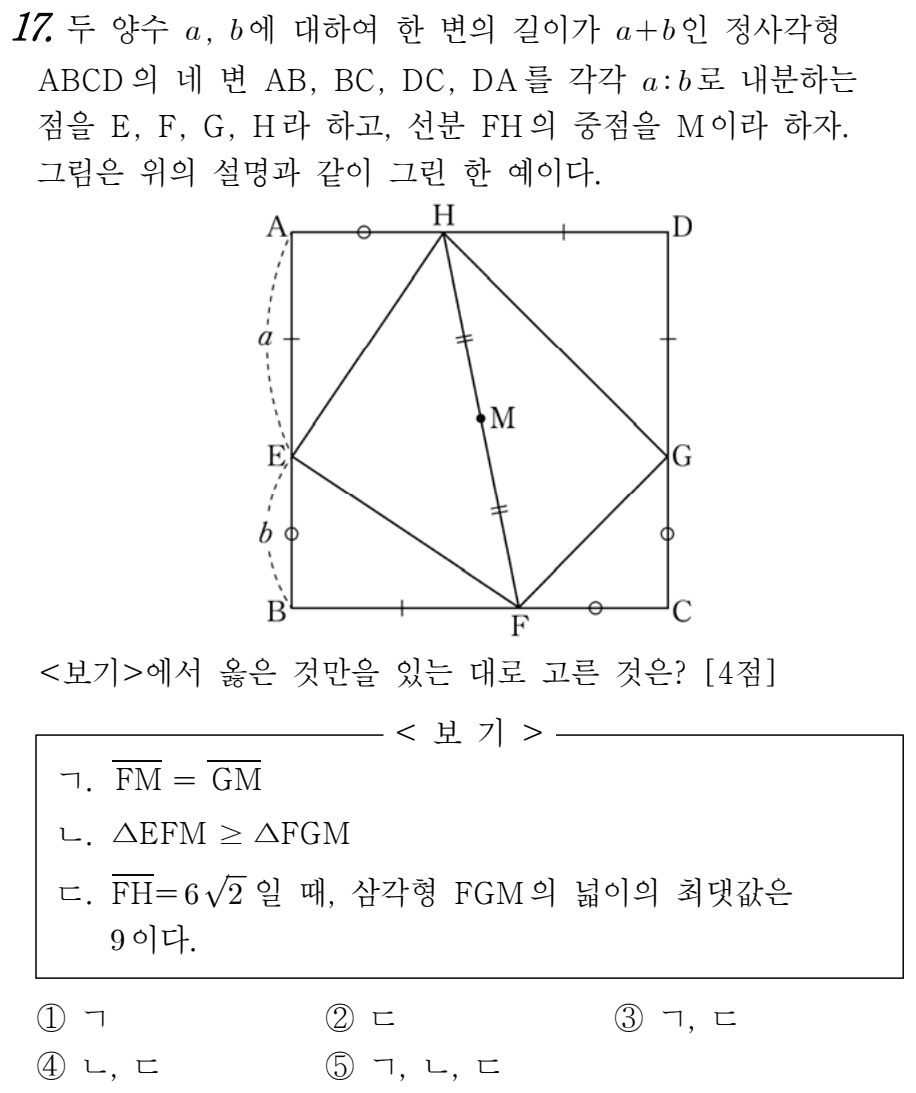 17. 두 양수 a, b에 대하여 한 변의 길이가 a+b인 정사각형
ABCD의 네 변 AB, BC, DC, DA를 각각 a:b로 내분하는
점을 E, F, G, H라 하고, 선분 FH의 중점을 M이라 하자.
그림은 위의 설명과 같이 그린 한 예이다.
A H D
a
M
E G
b
B F C
<보기>에서 옳은 것만을 있는 대로 고른 것은? [4점]
< 보 기 >
ㄱ. F̅M̅ = G̅M̅
ㄴ. △EFM ≥ △FGM
ㄷ. F̅H̅=6√2 일 때, 삼각형 FGM의 넓이의 최댓값은
9이다.
① ㄱ ② ㄷ ③ ㄱ, ㄷ
④ ㄴ, ㄷ ⑤ ㄱ, ㄴ, ㄷ